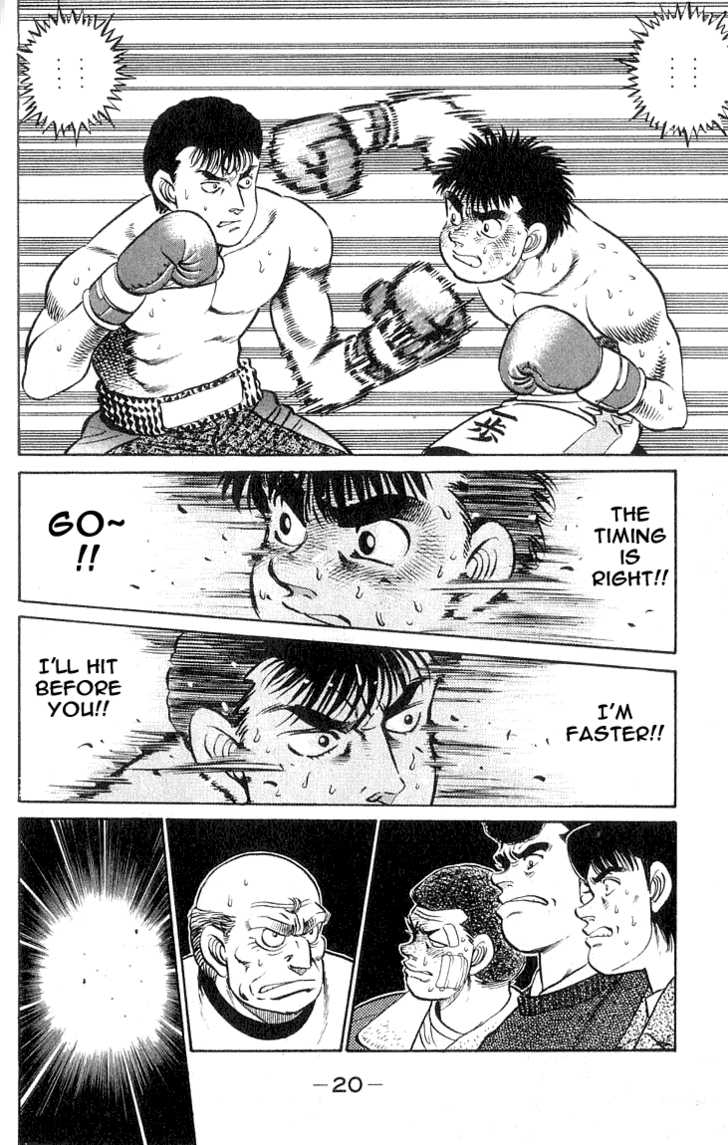 ......
......
一歩
THE
TIMING
IS
RIGHT!!
GO~
!!
I'M
FASTER!!
I'LL HIT
BEFORE
YOU!!
—20—